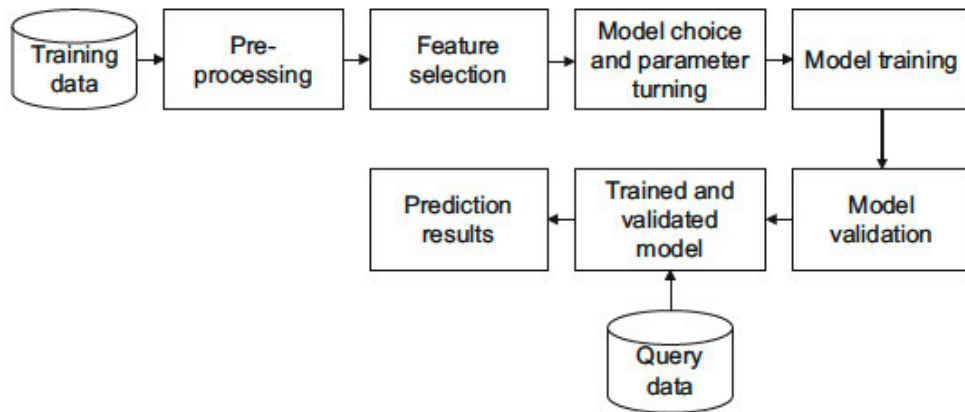 Training
data
Pre-
processing
Feature
selection
Model choice
and parameter
turning
Model training
Prediction
results
Trained and
validated
model
Model
validation
Query
data